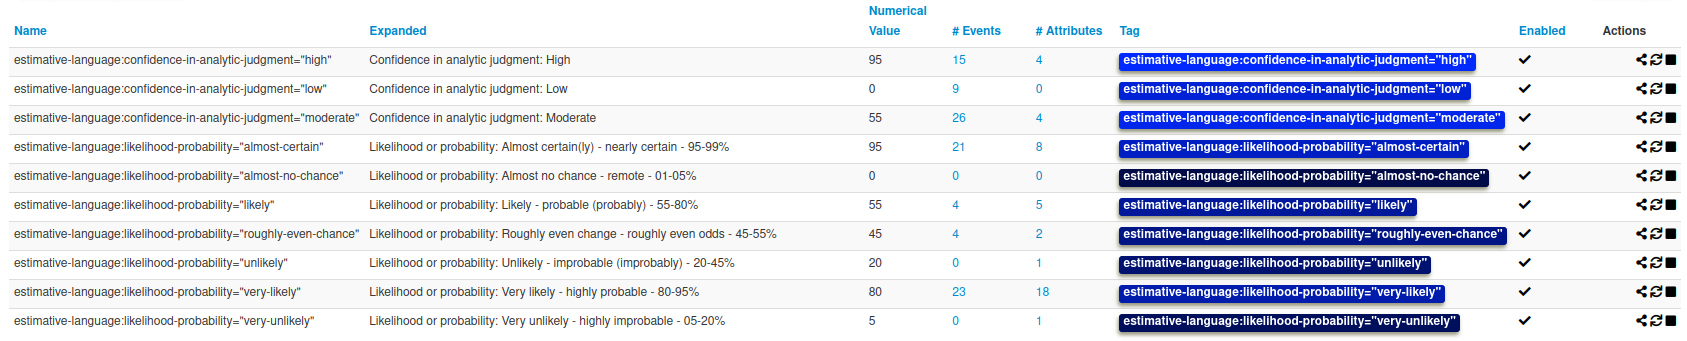 Numerical
Name Expanded Value # Events # Attributes Tag Enabled Actions
estimative-language:confidence-in-analytic-judgment="high" Confidence in analytic judgment: High 95 15 4 estimative-language:confidence-in-analytic-judgment="high"
estimative-language:confidence-in-analytic-judgment="low" Confidence in analytic judgment: Low 0 9 0 estimative-language:confidence-in-analytic-judgment="low"
estimative-language:confidence-in-analytic-judgment="moderate" Confidence in analytic judgment: Moderate 55 26 4 estimative-language:confidence-in-analytic-judgment="moderate"
estimative-language:likelihood-probability="almost-certain" Likelihood or probability: Almost certain(ly) - nearly certain - 95-99% 95 21 8 estimative-language:likelihood-probability="almost-certain"
estimative-language:likelihood-probability="almost-no-chance" Likelihood or probability: Almost no chance - remote - 01-05% 0 0 0 estimative-language:likelihood-probability="almost-no-chance"
estimative-language:likelihood-probability="likely" Likelihood or probability: Likely - probable (probably) - 55-80% 55 4 5 estimative-language:likelihood-probability="likely"
estimative-language:likelihood-probability="roughly-even-chance" Likelihood or probability: Roughly even change - roughly even odds - 45-55% 45 4 2 estimative-language:likelihood-probability="roughly-even-chance"
estimative-language:likelihood-probability="unlikely" Likelihood or probability: Unlikely - improbable (improbably) - 20-45% 20 0 1 estimative-language:likelihood-probability="unlikely"
estimative-language:likelihood-probability="very-likely" Likelihood or probability: Very likely - highly probable - 80-95% 80 23 18 estimative-language:likelihood-probability="very-likely"
estimative-language:likelihood-probability="very-unlikely" Likelihood or probability: Very unlikely - highly improbable - 05-20% 5 0 1 estimative-language:likelihood-probability="very-unlikely"